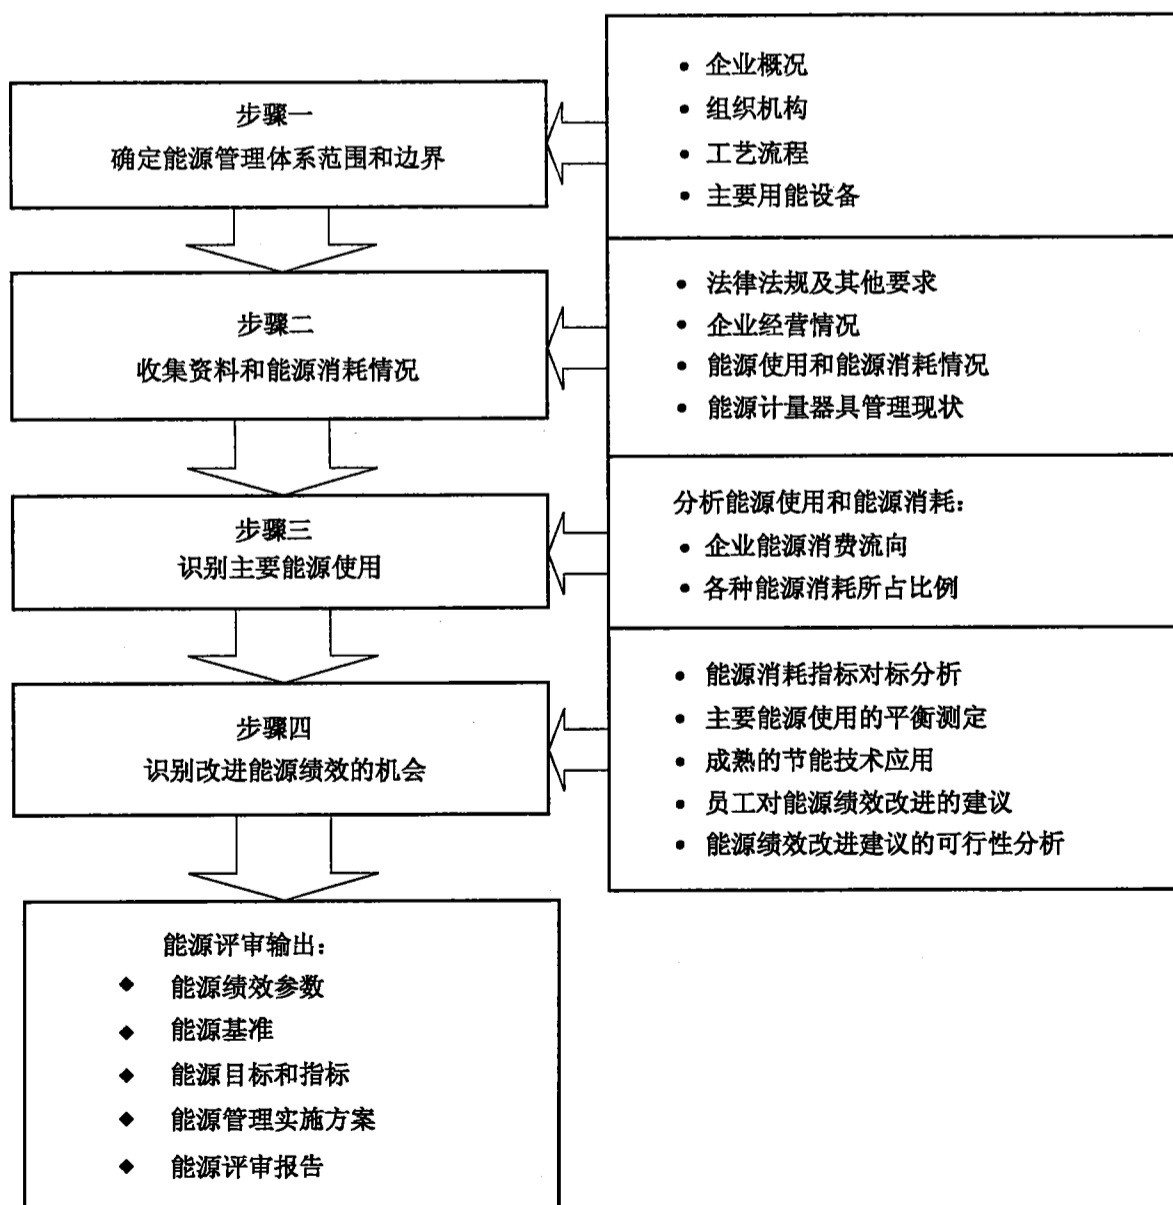 步骤一
确定能源管理体系范围和边界
• 企业概况
• 组织机构
• 工艺流程
• 主要用能设备
步骤二
收集资料和能源消耗情况
• 法律法规及其他要求
• 企业经营情况
• 能源使用和能源消耗情况
• 能源计量器具管理现状
步骤三
识别主要能源使用
分析能源使用和能源消耗：
• 企业能源消费流向
• 各种能源消耗所占比例
步骤四
识别改进能源绩效的机会
• 能源消耗指标对标分析
• 主要能源使用的平衡测定
• 成熟的节能技术应用
• 员工对能源绩效改进的建议
• 能源绩效改进建议的可行性分析
能源评审输出：
◆ 能源绩效参数
◆ 能源基准
◆ 能源目标和指标
◆ 能源管理实施方案
◆ 能源评审报告